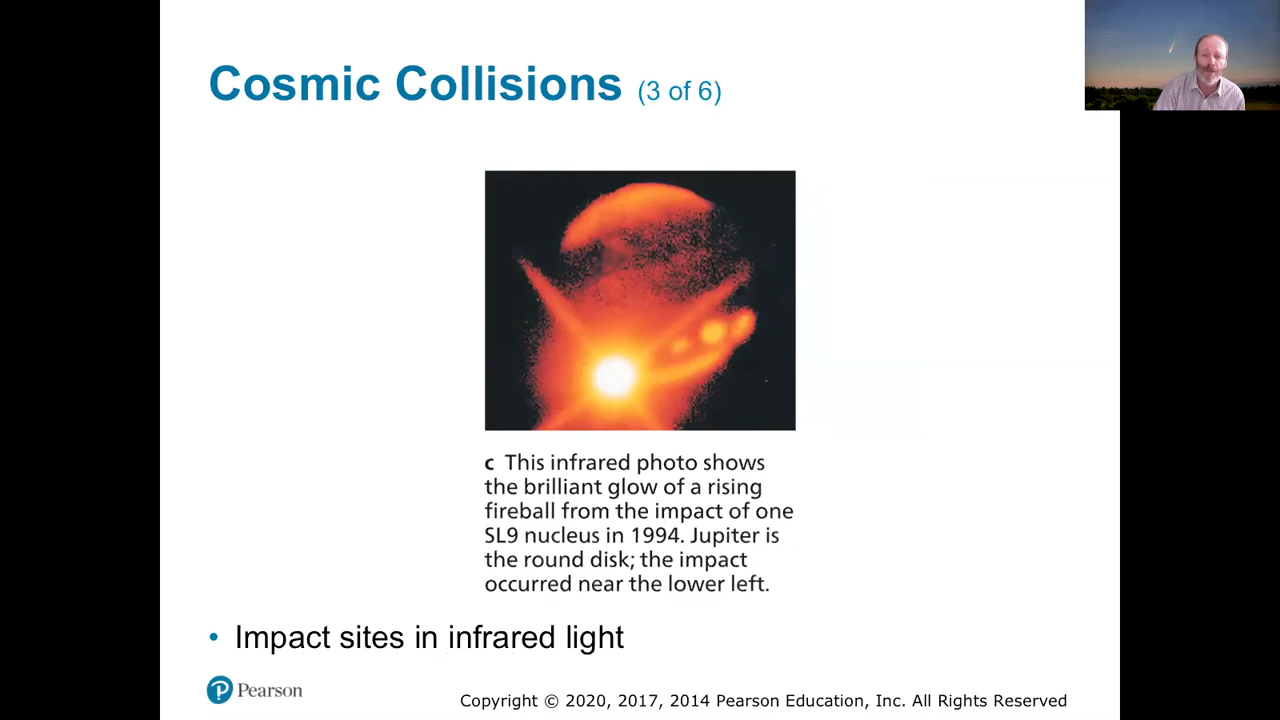 Cosmic Collisions (3 of 6)
c This infrared photo shows
the brilliant glow of a rising
fireball from the impact of one
SL9 nucleus in 1994. Jupiter is
the round disk; the impact
occurred near the lower left.
• Impact sites in infrared light
P Pearson
Copyright © 2020, 2017, 2014 Pearson Education, Inc. All Rights Reserved